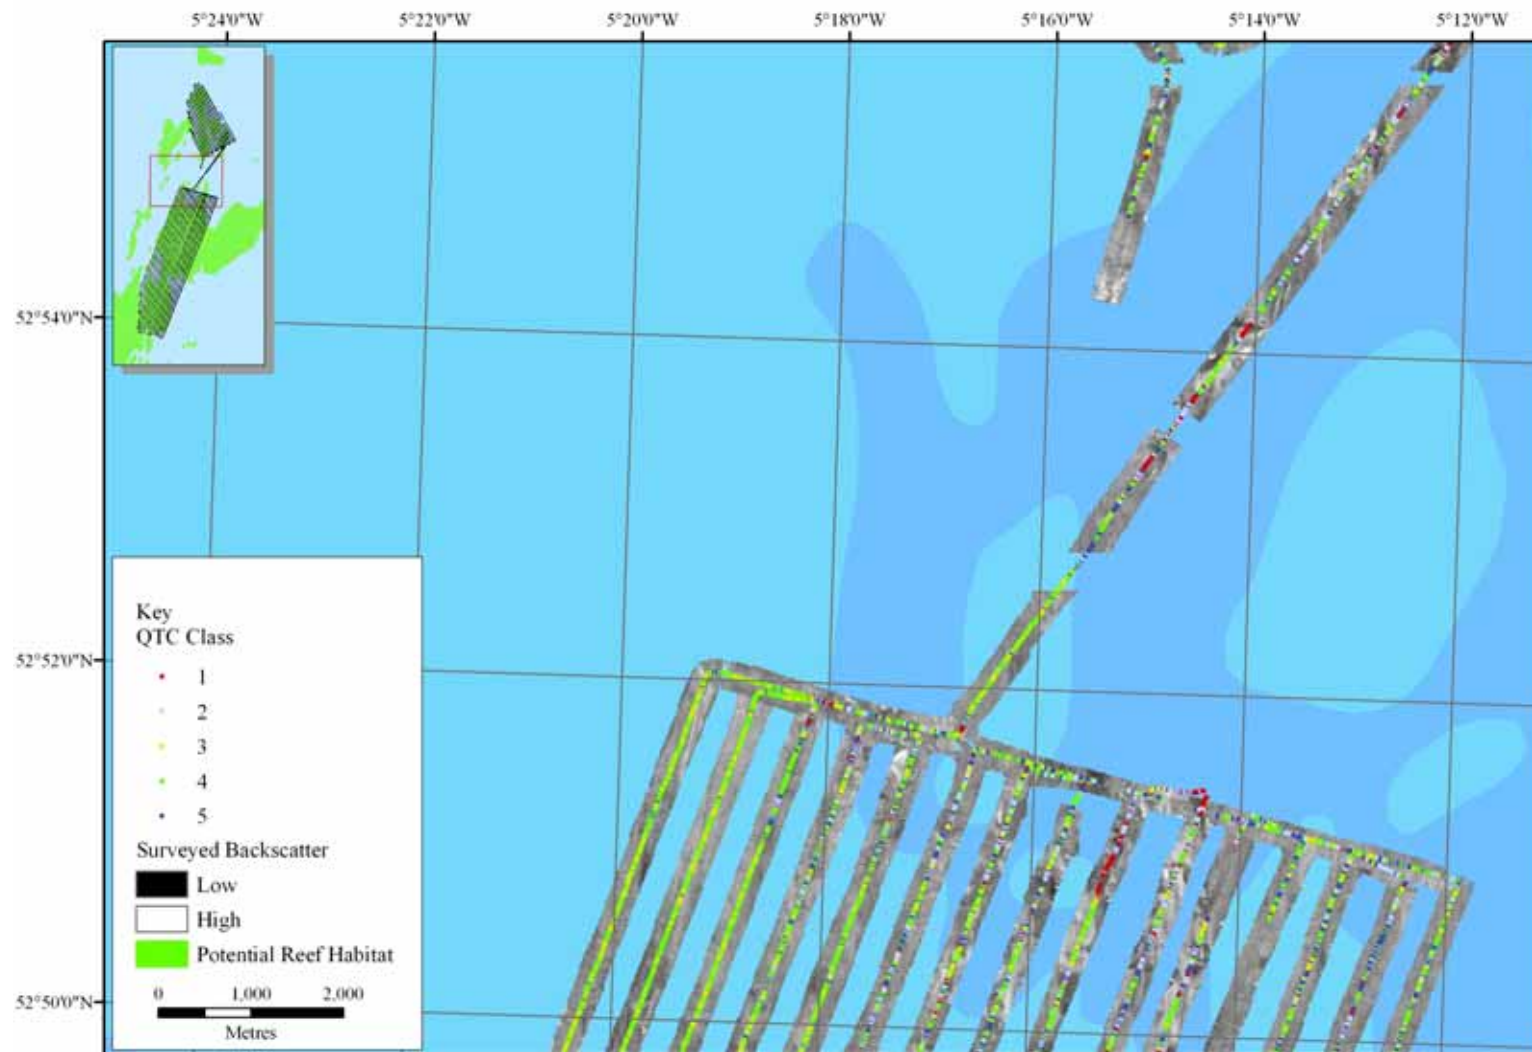 5°24'0"W 5°22'0"W 5°20'0"W 5°18'0"W 5°16'0"W 5°14'0"W 5°12'0"W
52°54'0"N
52°52'0"N
52°50'0"N
Key
QTC Class
1
2
3
4
5
Surveyed Backscatter
Low
High
Potential Reef Habitat
0 1,000 2,000
Metres